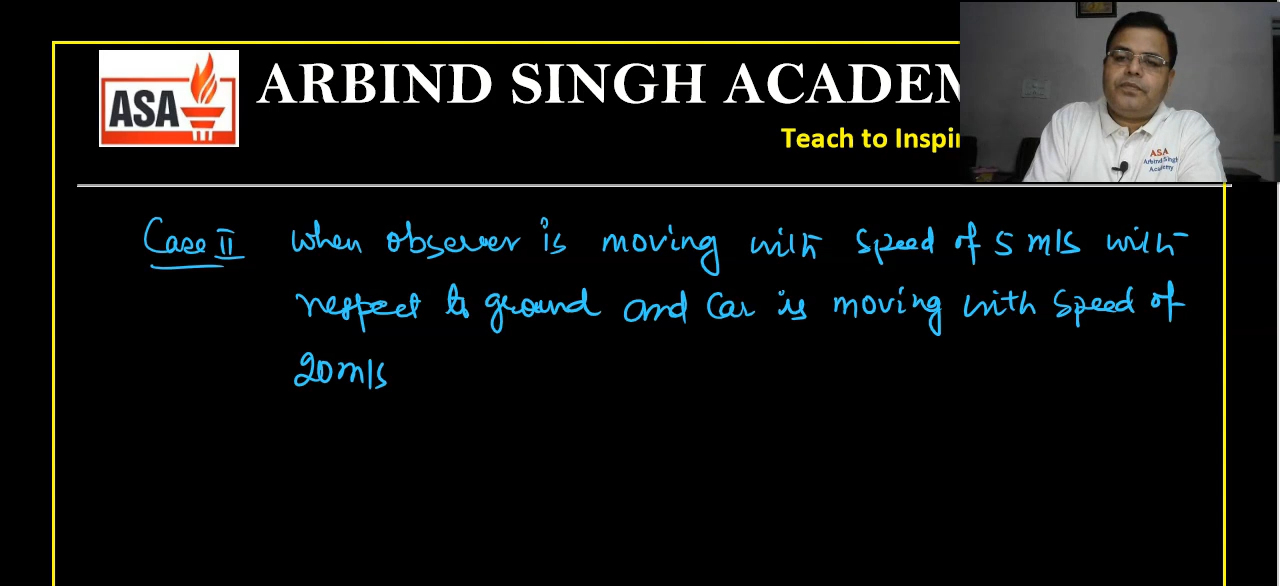 ASA
ARBIND SINGH ACADEM
Teach to Inspi
ASA
Arbind Singh
Academy
Case II when observer is moving with speed of 5 m/s with
respect to ground and Car is moving with speed of
20 m/s